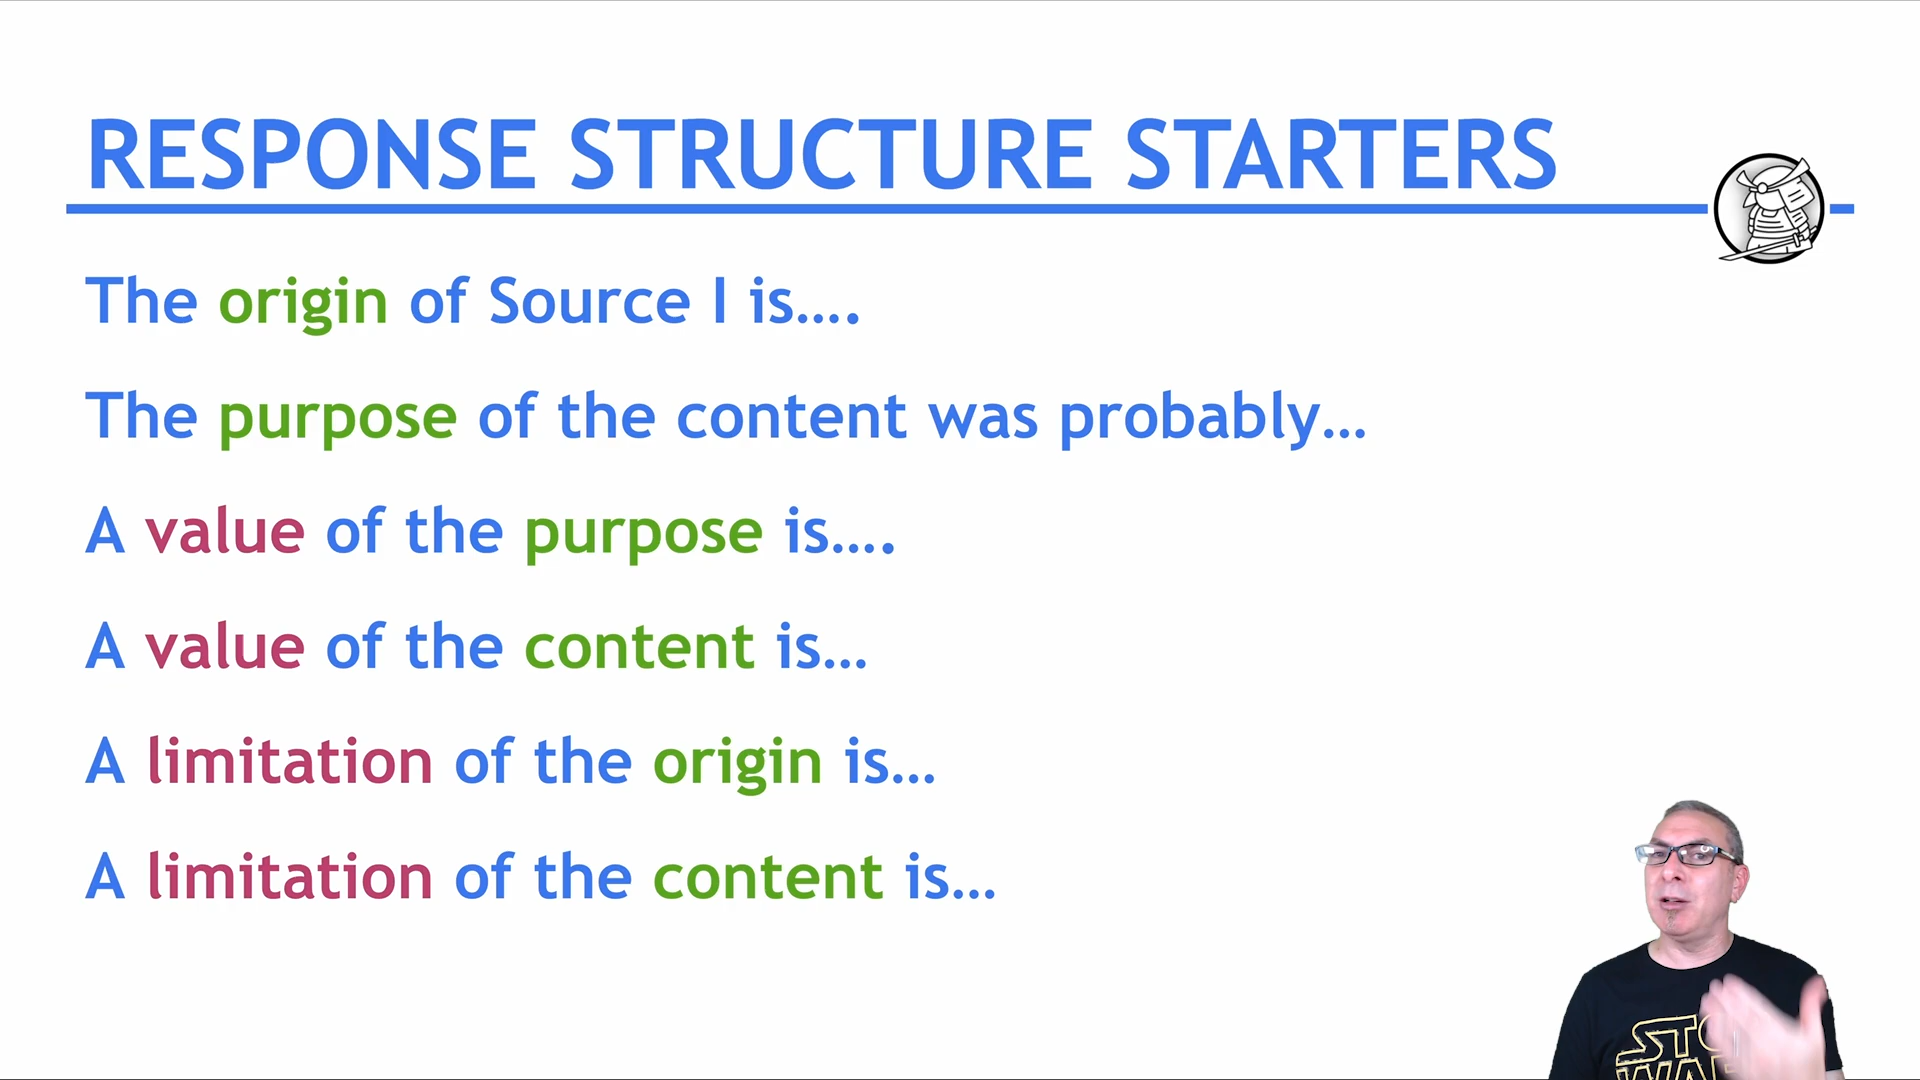 RESPONSE STRUCTURE STARTERS
The origin of Source I is….
The purpose of the content was probably…
A value of the purpose is….
A value of the content is…
A limitation of the origin is…
A limitation of the content is…